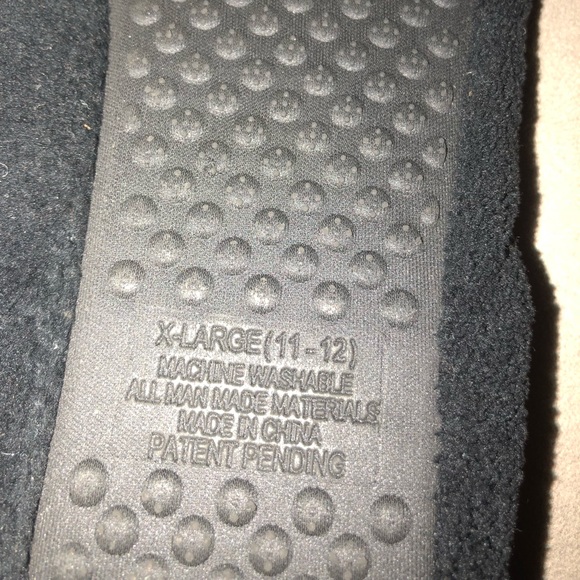 X-LARGE(11-12)
MACHINE WASHABLE
ALL MAN MADE MATERIALS
MADE IN CHINA
PATENT PENDING